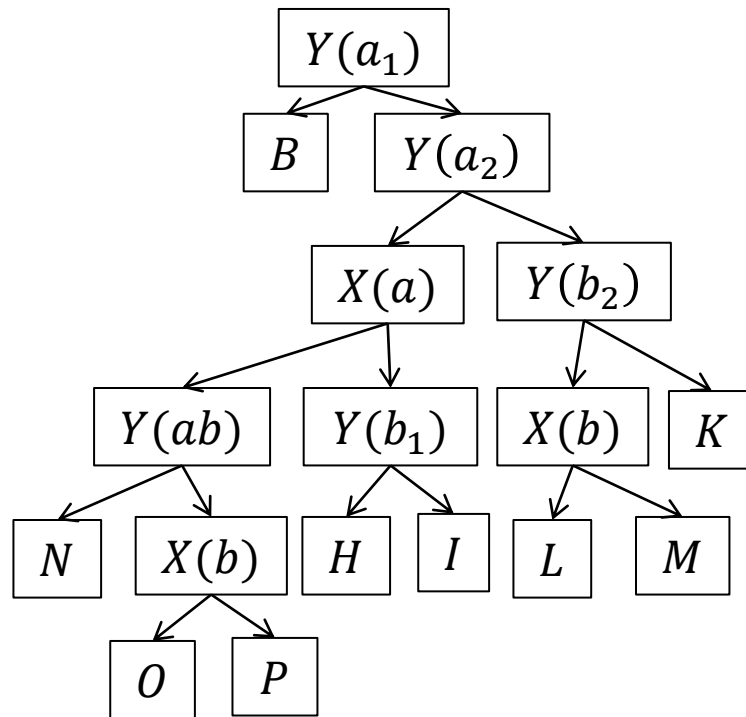 Y(a₁)
B Y(a₂)
X(a) Y(b₂)
Y(ab) Y(b₁) X(b) K
N X(b) H I L M
O P